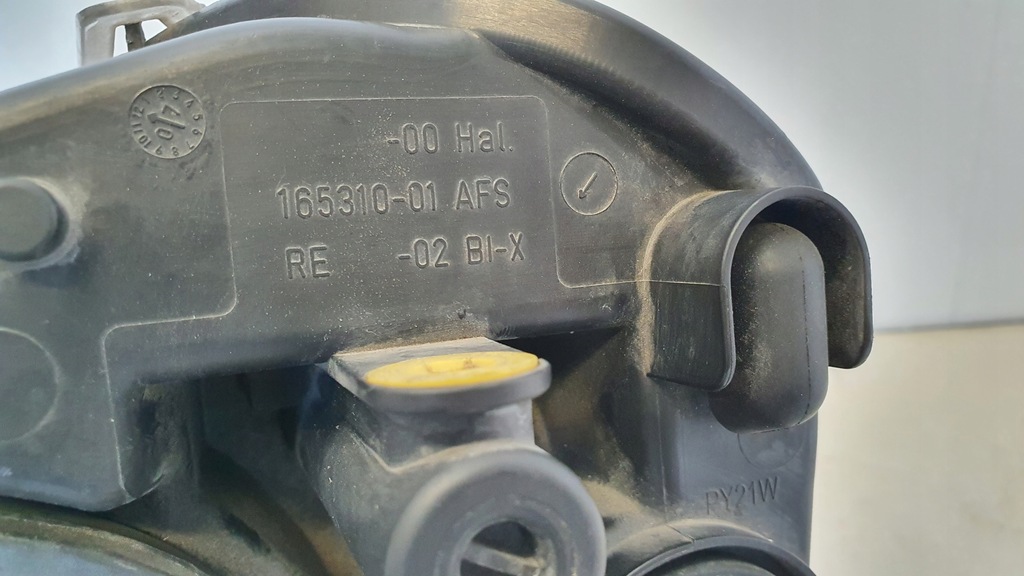 -00 Hal.
165310-01 AFS
RE -02 BI-X
PY21W